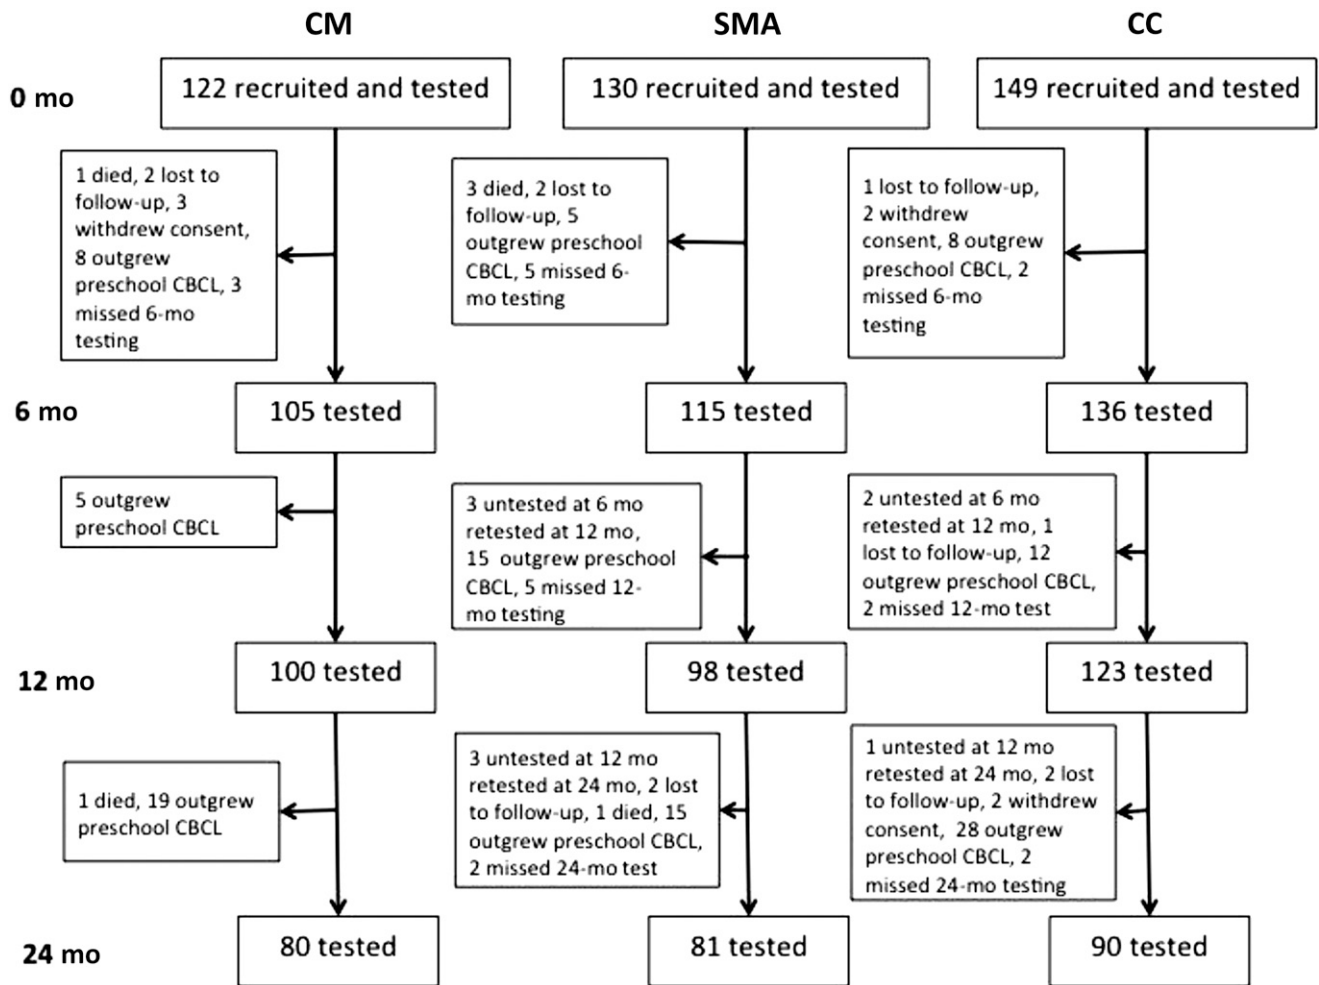 CM
SMA
CC
0 mo
122 recruited and tested
130 recruited and tested
149 recruited and tested
1 died, 2 lost to
follow-up, 3
withdrew consent,
8 outgrew
preschool CBCL, 3
missed 6-mo
testing
3 died, 2 lost to
follow-up, 5
outgrew preschool
CBCL, 5 missed 6-
mo testing
1 lost to follow-up,
2 withdrew
consent, 8 outgrew
preschool CBCL, 2
missed 6-mo
testing
6 mo
105 tested
115 tested
136 tested
5 outgrew
preschool CBCL
3 untested at 6 mo
retested at 12 mo,
15 outgrew preschool
CBCL, 5 missed 12-
mo testing
2 untested at 6 mo
retested at 12 mo, 1
lost to follow-up, 12
outgrew preschool CBCL,
2 missed 12-mo test
12 mo
100 tested
98 tested
123 tested
1 died, 19 outgrew
preschool CBCL
3 untested at 12 mo
retested at 24 mo, 2 lost
to follow-up, 1 died, 15
outgrew preschool CBCL,
2 missed 24-mo test
1 untested at 12 mo
retested at 24 mo, 2 lost
to follow-up, 2 withdrew
consent, 28 outgrew
preschool CBCL, 2
missed 24-mo testing
24 mo
80 tested
81 tested
90 tested